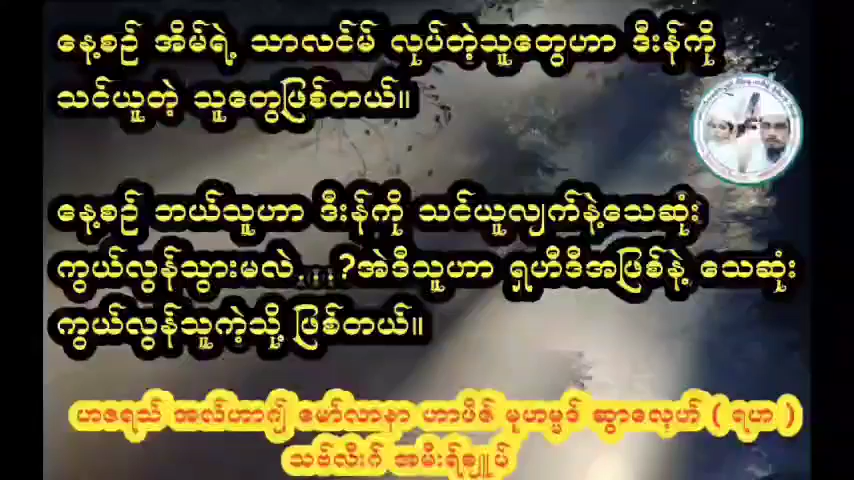 နေ့စဉ် အိမ်ရဲ့ သာလင်မ် လုပ်တဲ့သူတွေဟာ ဒီးန်ကို
သင်ယူတဲ့ သူတွေဖြစ်တယ်။
နေ့စဉ် ဘယ်သူဟာ ဒီးန်ကို သင်ယူလျှက်နဲ့သေဆုံး
ကွယ်လွန်သွားမလဲ...?အဲဒီသူဟာ ရှဟီဒီအဖြစ်နဲ့ သေဆုံး
ကွယ်လွန်သူကဲ့သို့ ဖြစ်တယ်။
ဟဇရသ် အလ်ဟာဂျ် မော်လာနာ ဟာဖိဇ် မုဟမ္မဒ် ဆွာလေ့ဟ် ( ရဟ )
သဗ်လီးဂ် အမီးရ်ချျုပ်